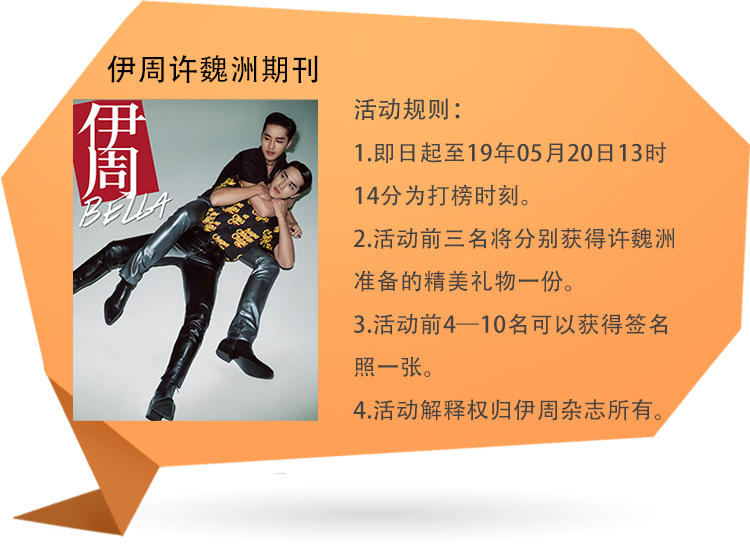 伊周许魏洲期刊
伊
周
BELLA
活动规则：
1.即日起至19年05月20日13时
14分为打榜时刻。
2.活动前三名将分别获得许魏洲
准备的精美礼物一份。
3.活动前4—10名可以获得签名
照一张。
4.活动解释权归伊周杂志所有。